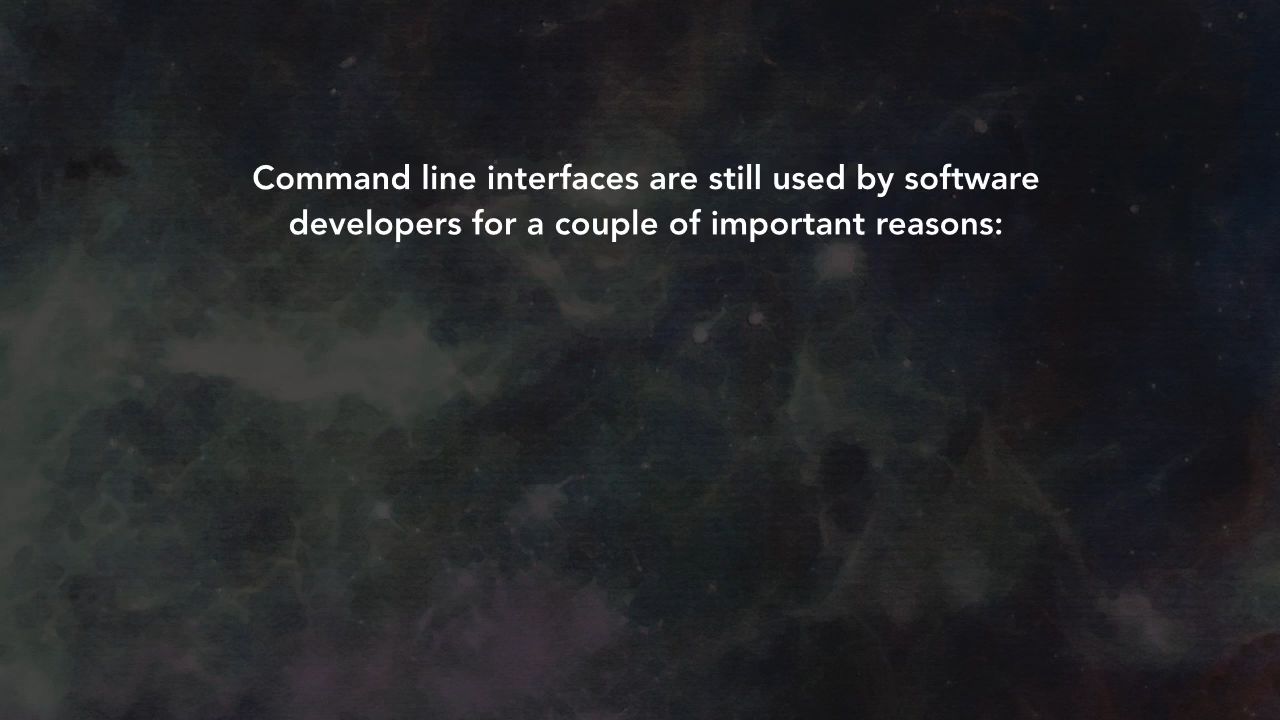 Command line interfaces are still used by software
developers for a couple of important reasons: